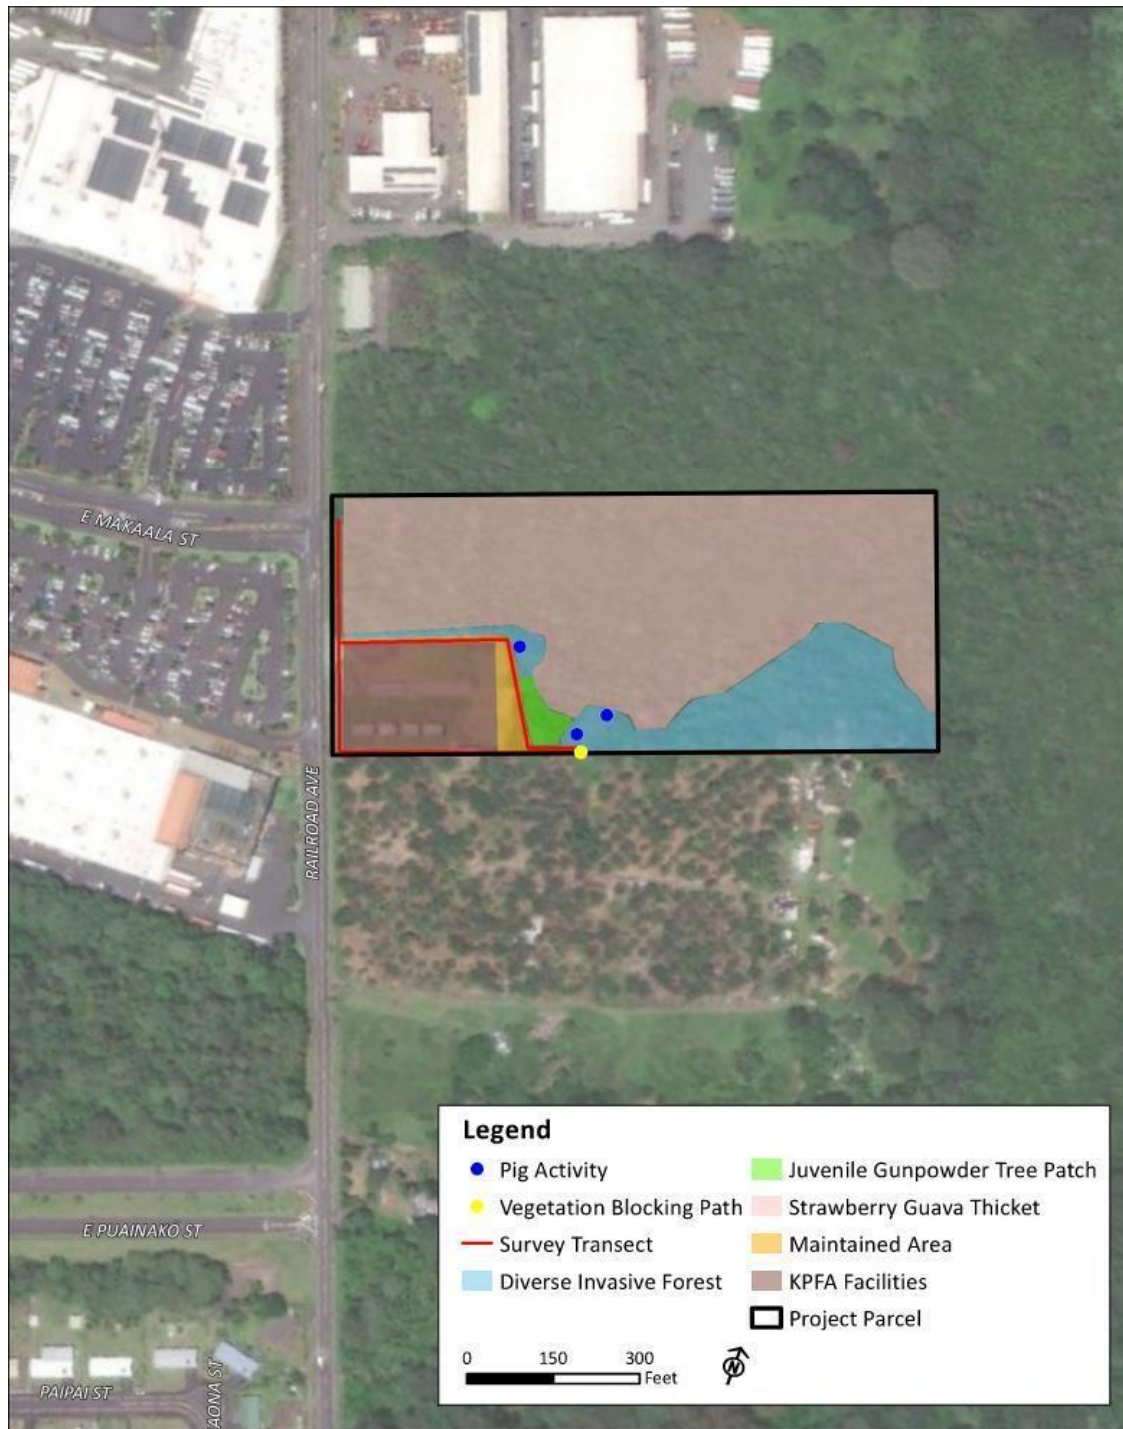 E MAKAALA ST
RAILROAD AVE
E PUAINAKO ST
PAIPAI ST
AONA ST
Legend
Pig Activity
Vegetation Blocking Path
Survey Transect
Diverse Invasive Forest
Juvenile Gunpowder Tree Patch
Strawberry Guava Thicket
Maintained Area
KPFA Facilities
Project Parcel
0 150 300
Feet
N